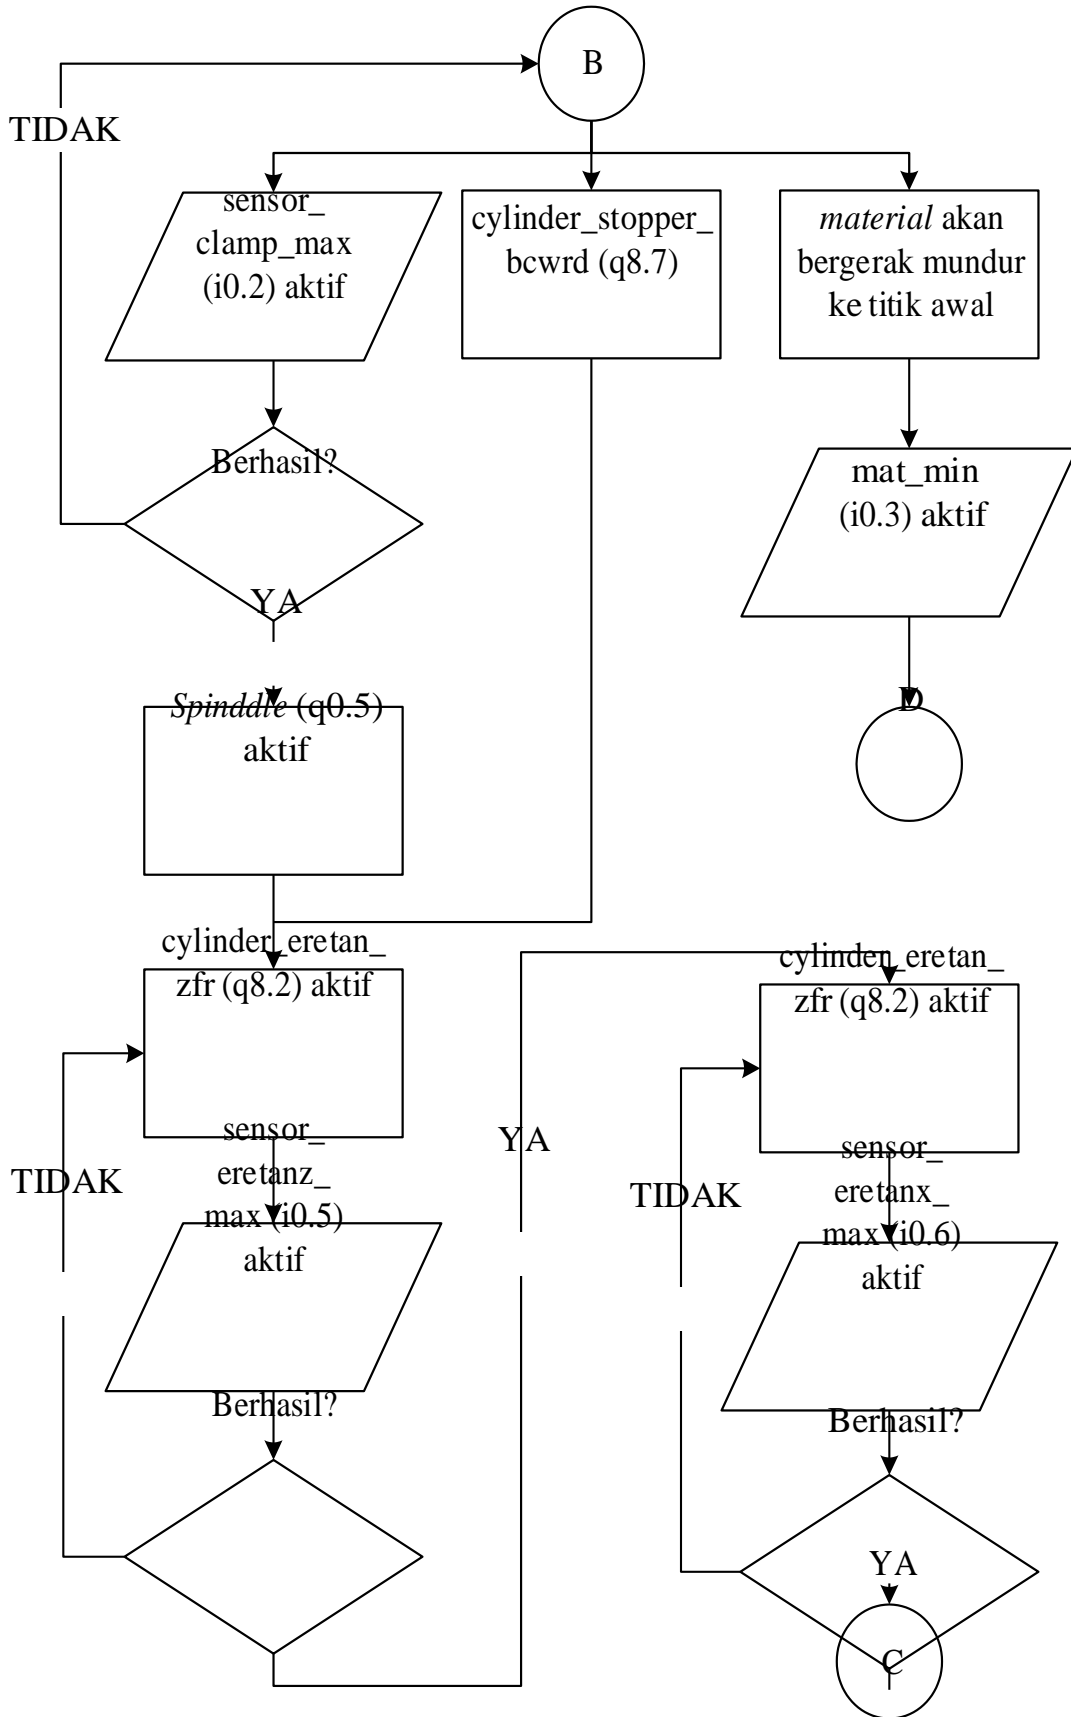 B
TIDAK
sensor_
clamp_max
(i0.2) aktif
cylinder_stopper_
bcwrd (q8.7)
material akan
bergerak mundur
ke titik awal
Berhasil?
mat_min
(i0.3) aktif
YA
D
Spinddle (q0.5)
aktif
cylinder_eretan_
zfr (q8.2) aktif
TIDAK
sensor_
eretanz_
max (i0.5)
aktif
Berhasil?
YA
cylinder_eretan_
zfr (q8.2) aktif
TIDAK
sensor_
eretanx_
max (i0.6)
aktif
Berhasil?
YA
C